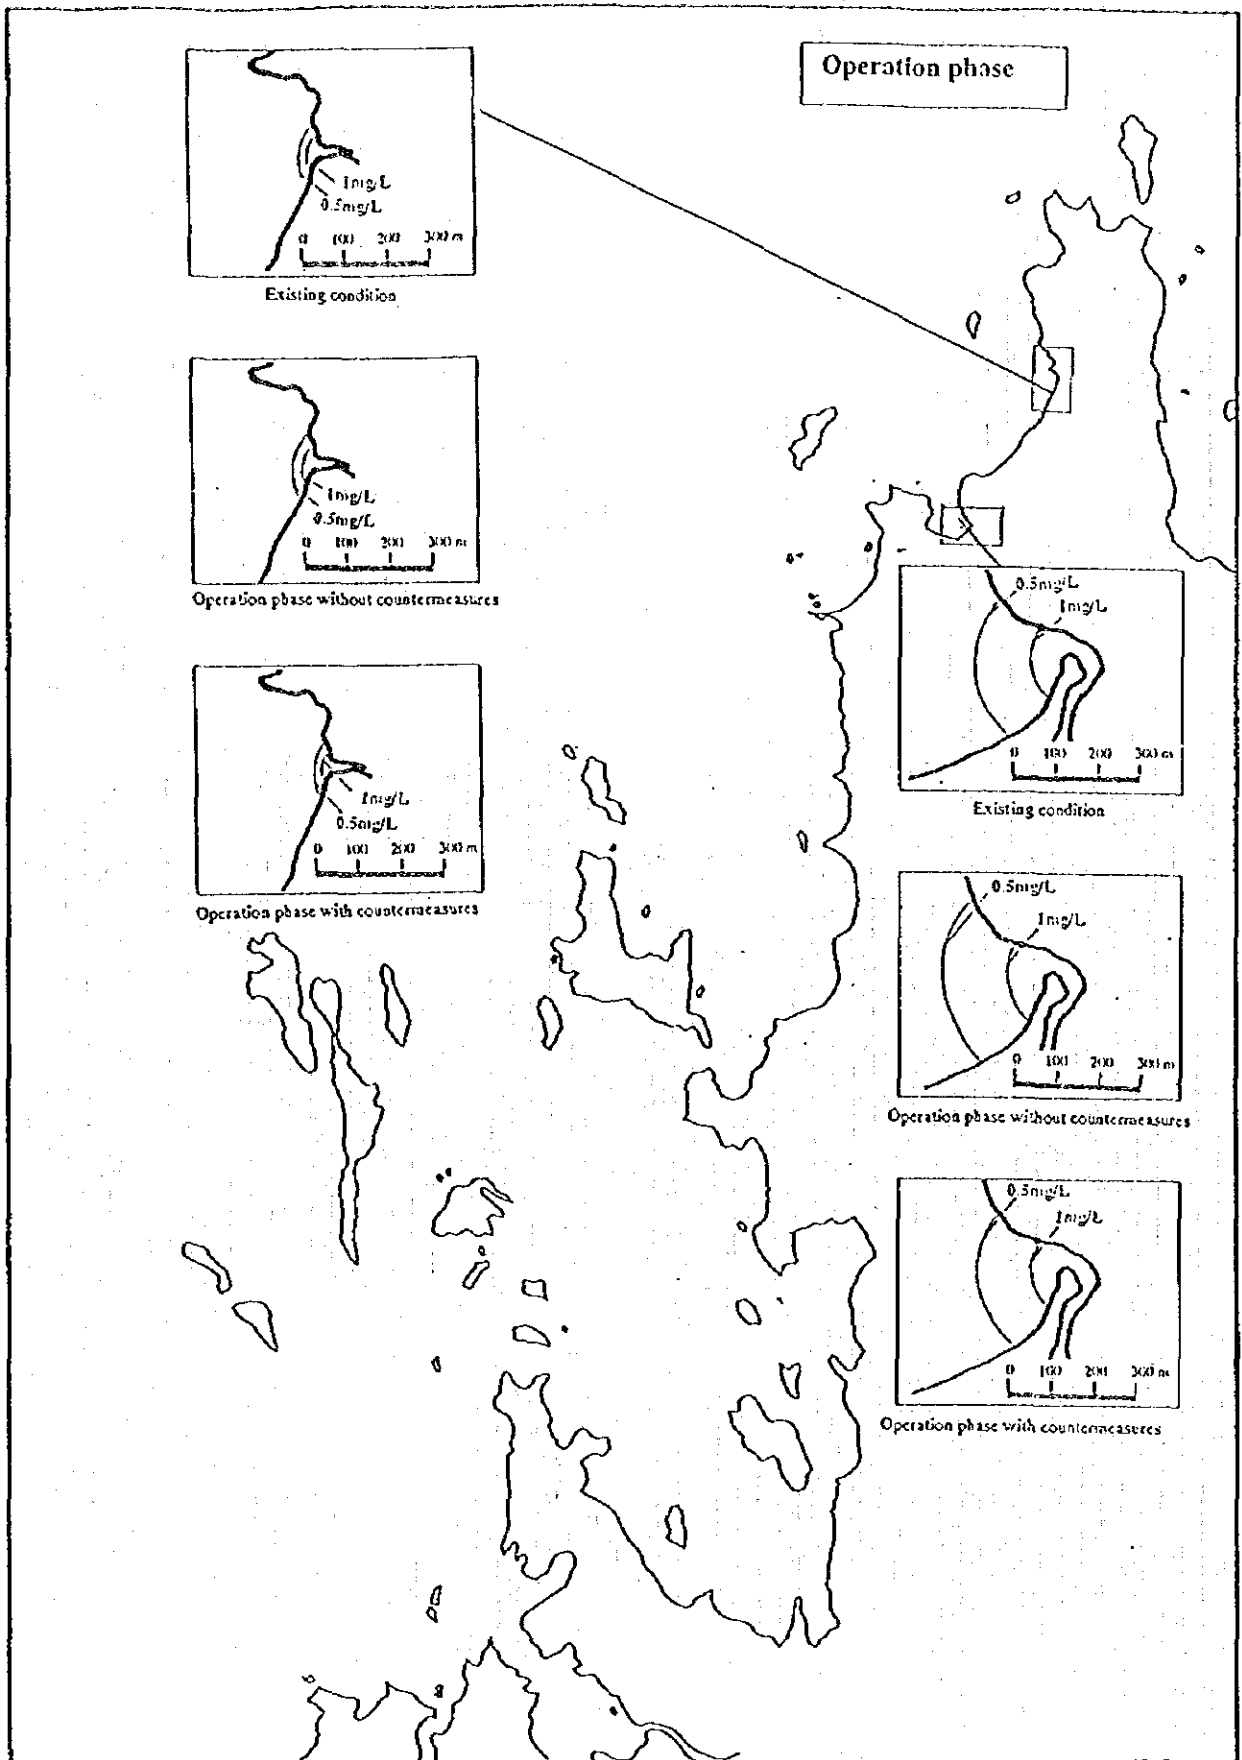 Operation phase
1mg/L
0.5mg/L
0 100 200 300 m
Existing condition
1mg/L
0.5mg/L
0 100 200 300 m
Operation phase without countermeasures
1mg/L
0.5mg/L
0 100 200 300 m
Operation phase with countermeasures
0.5mg/L
1mg/L
0 100 200 300 m
Existing condition
0.5mg/L
1mg/L
0 100 200 300 m
Operation phase without countermeasures
0.5mg/L
1mg/L
0 100 200 300 m
Operation phase with countermeasures